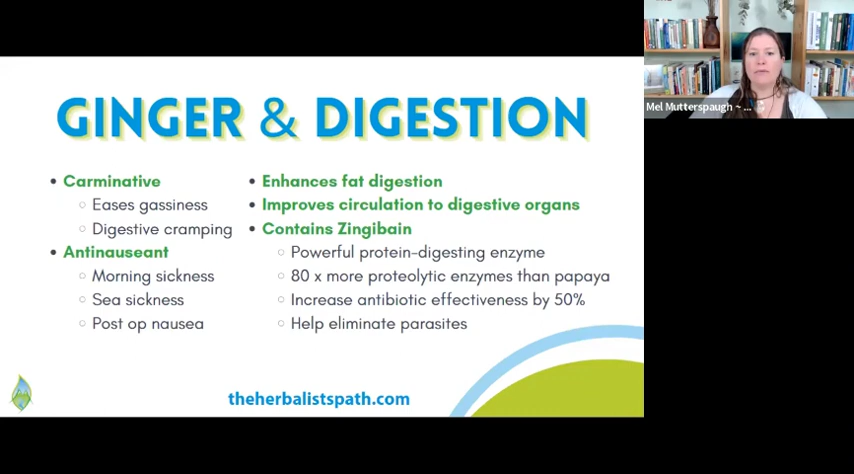 Mel Mutterspaugh ~ ...
GINGER & DIGESTION
• Carminative
○ Eases gassiness
○ Digestive cramping
• Antinauseant
○ Morning sickness
○ Sea sickness
○ Post op nausea
• Enhances fat digestion
• Improves circulation to digestive organs
• Contains Zingibain
○ Powerful protein-digesting enzyme
○ 80 x more proteolytic enzymes than papaya
○ Increase antibiotic effectiveness by 50%
○ Help eliminate parasites
theherbalistspath.com